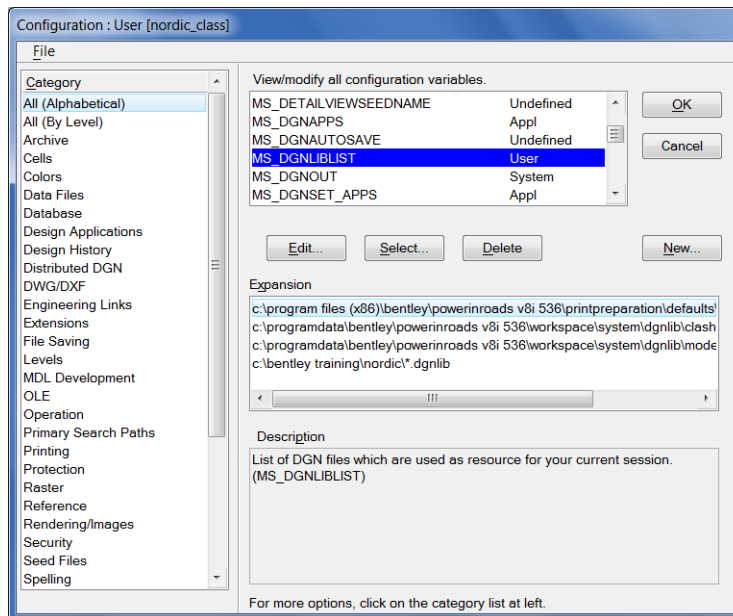 Configuration : User [nordic_class]
File
Category
All (Alphabetical)
All (By Level)
Archive
Cells
Colors
Data Files
Database
Design Applications
Design History
Distributed DGN
DWG/DXF
Engineering Links
Extensions
File Saving
Levels
MDL Development
OLE
Operation
Primary Search Paths
Printing
Protection
Raster
Reference
Rendering/Images
Security
Seed Files
Spelling
View/modify all configuration variables.
MS_DETAILVIEWSEEDNAME Undefined
MS_DGNAPPS Appl
MS_DGNAUTOSAVE Undefined
MS_DGNLIBLIST User
MS_DGNOUT System
MS_DGNSET_APPS Appl
OK
Cancel
Edit... Select... Delete New...
Expansion
c:\program files (x86)\bentley\powerinroads v8i 536\printpreparation\defaults\
c:\programdata\bentley\powerinroads v8i 536\workspace\system\dgnlib\clash
c:\programdata\bentley\powerinroads v8i 536\workspace\system\dgnlib\mode
c:\bentley training\nordic\*.dgnlib
Description
List of DGN files which are used as resource for your current session.
(MS_DGNLIBLIST)
For more options, click on the category list at left.